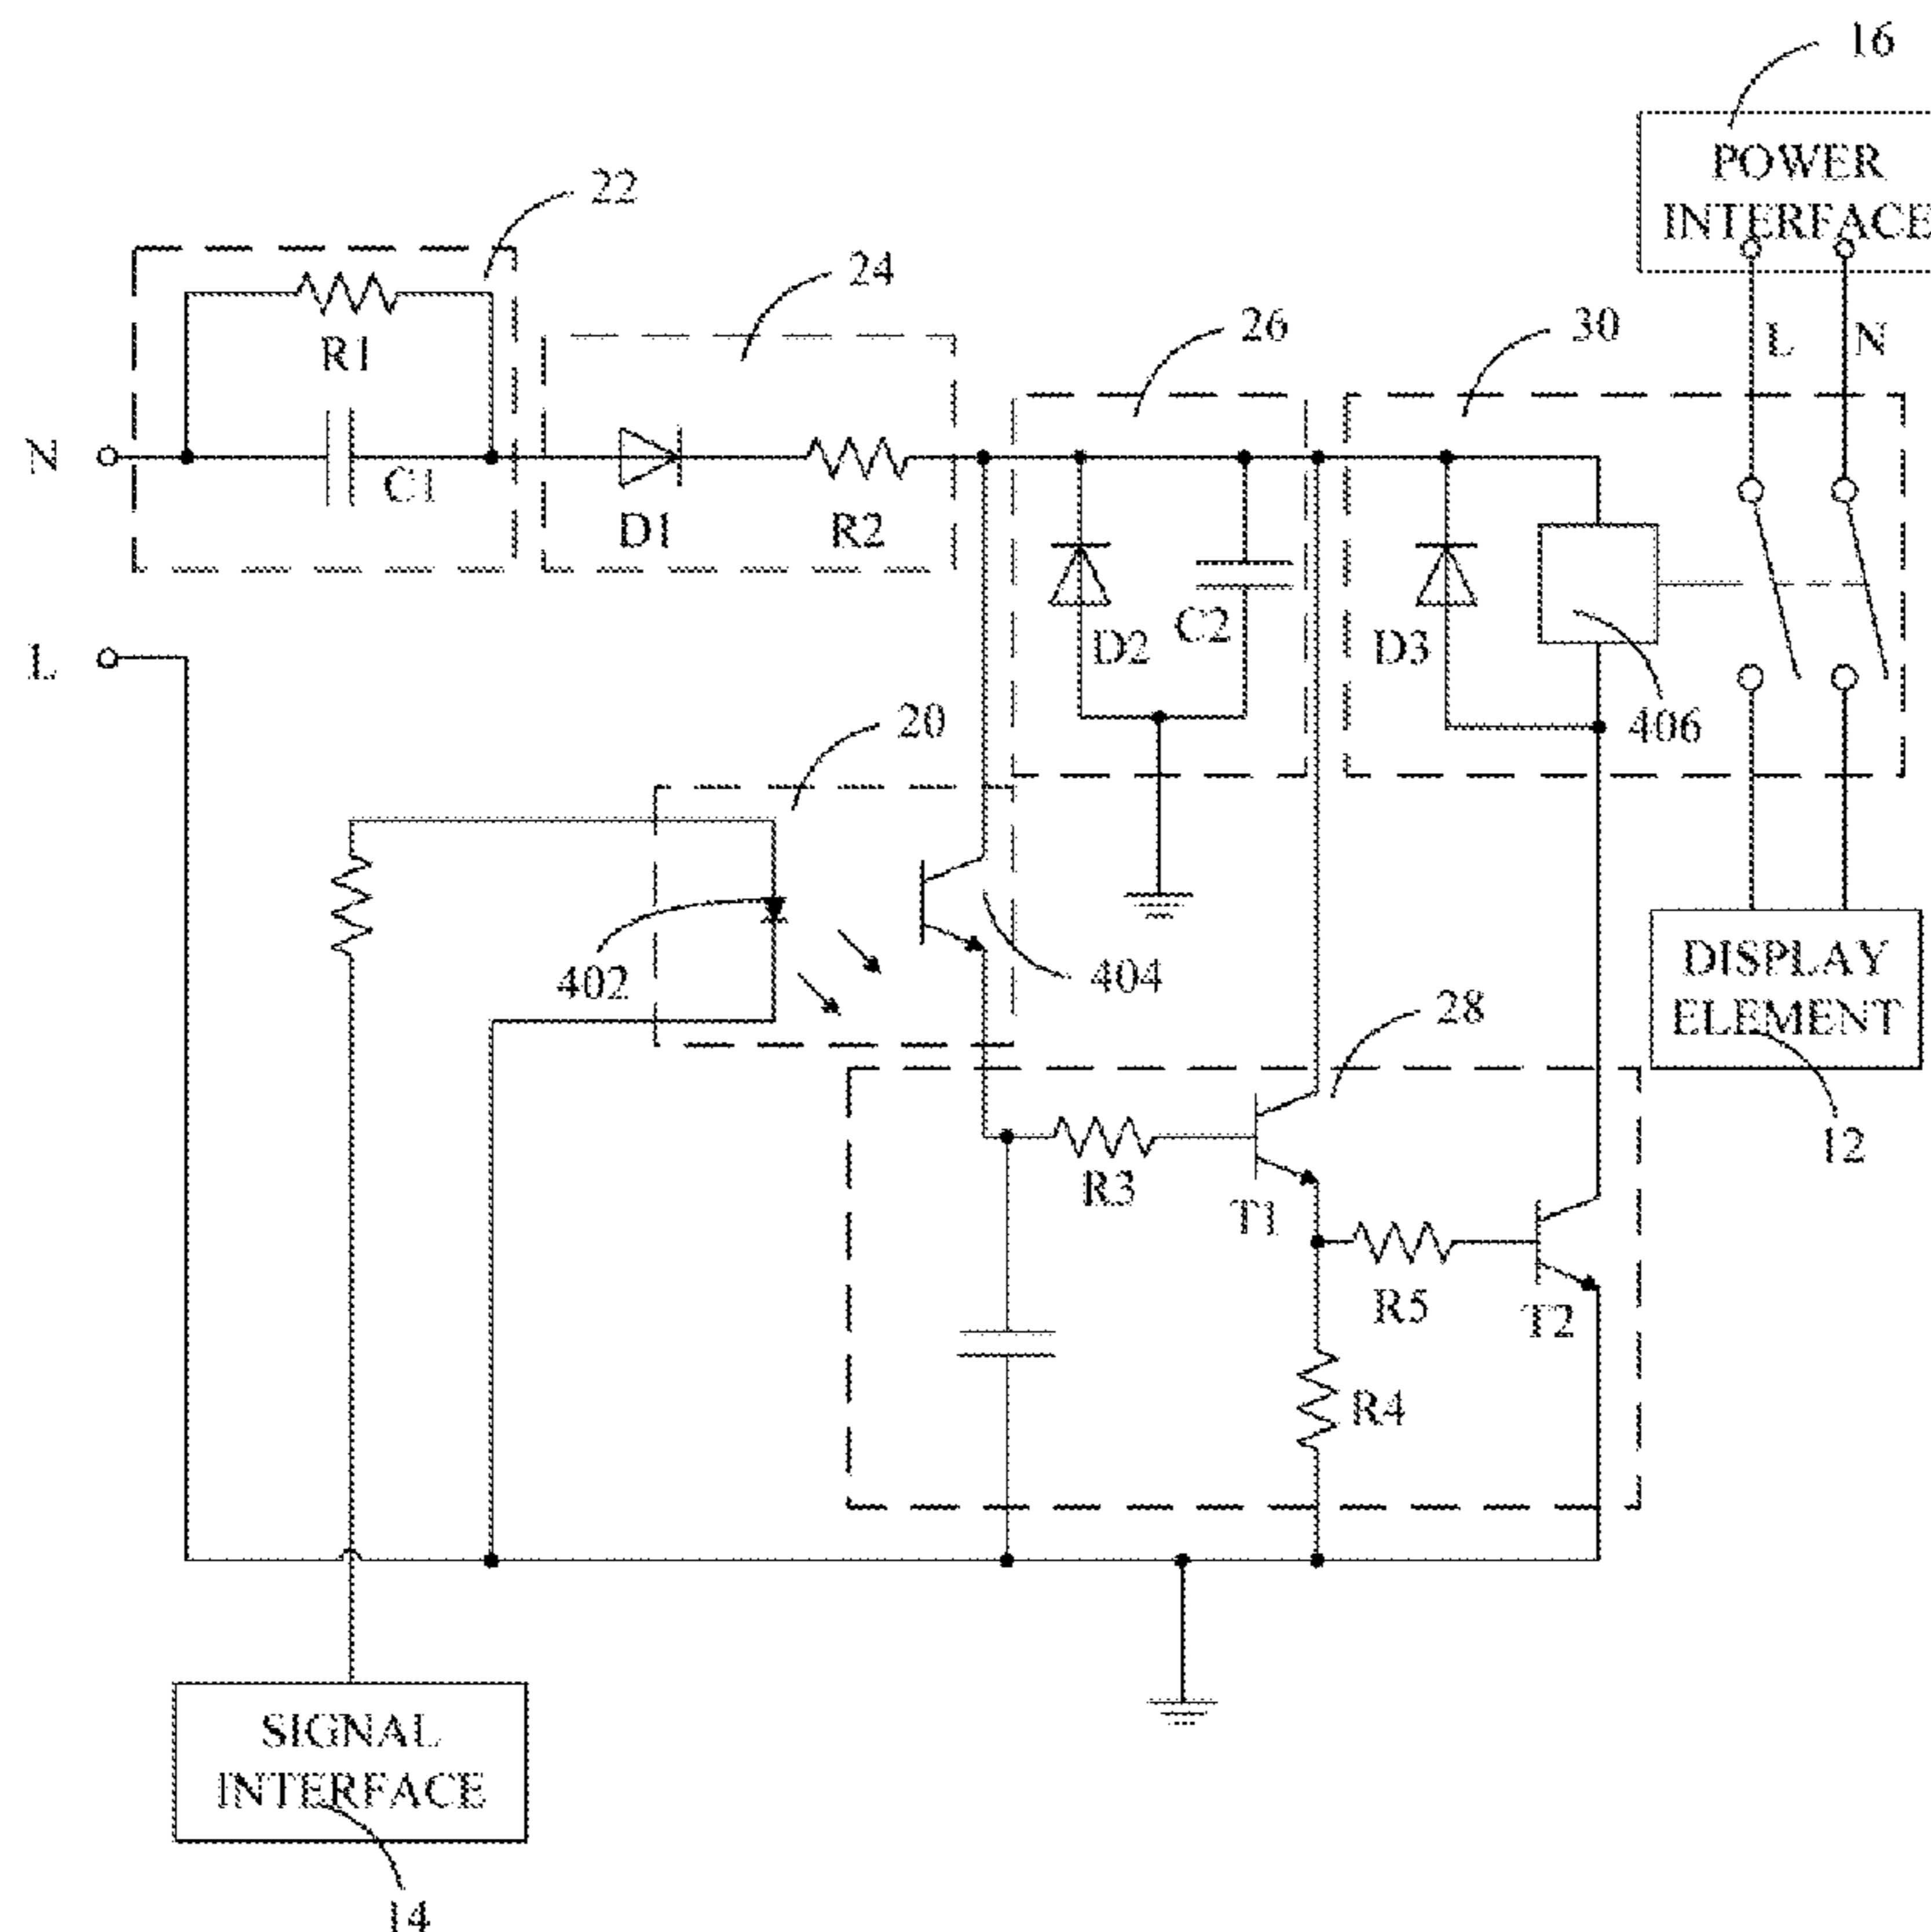 16
POWER
INTERFACE
22
24
26
30
L
N
R1
N
C1
D1
R2
D2
C2
D3
L
406
20
402
404
DISPLAY
ELEMENT
28
12
R3
T1
R5
T2
R4
SIGNAL
INTERFACE
14